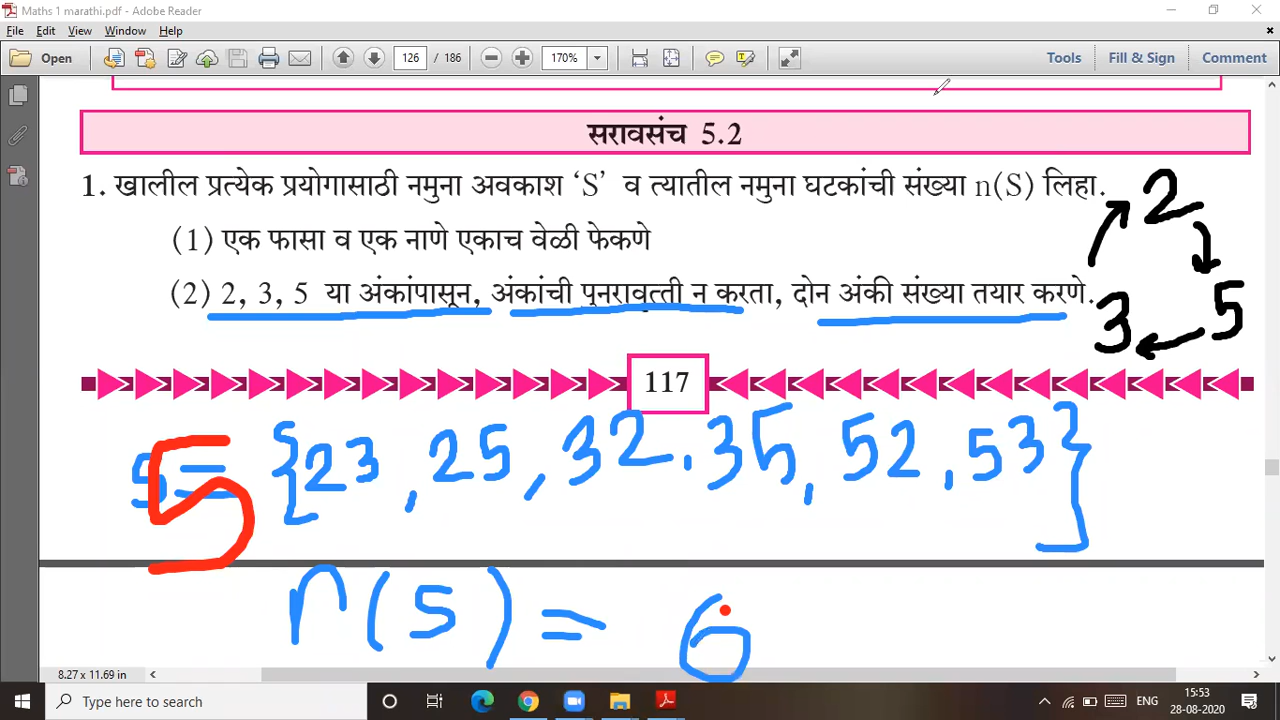 Maths 1 marathi.pdf - Adobe Reader
File Edit View Window Help
Open 126 / 186 170% Tools Fill & Sign Comment
सरावसंच 5.2
1. खालील प्रत्येक प्रयोगासाठी नमुना अवकाश ‘S’ व त्यातील नमुना घटकांची संख्या n(S) लिहा.
(1) एक फासा व एक नाणे एकाच वेळी फेकणे
(2) 2, 3, 5 या अंकांपासून, अंकांची पुनरावृत्ती न करता, दोन अंकी संख्या तयार करणे.
2
3 5
117
S = {23, 25, 32, 35, 52, 53}
5
n(S) = 6
8.27 x 11.69 in
Type here to search
ENG 15:53
28-08-2020